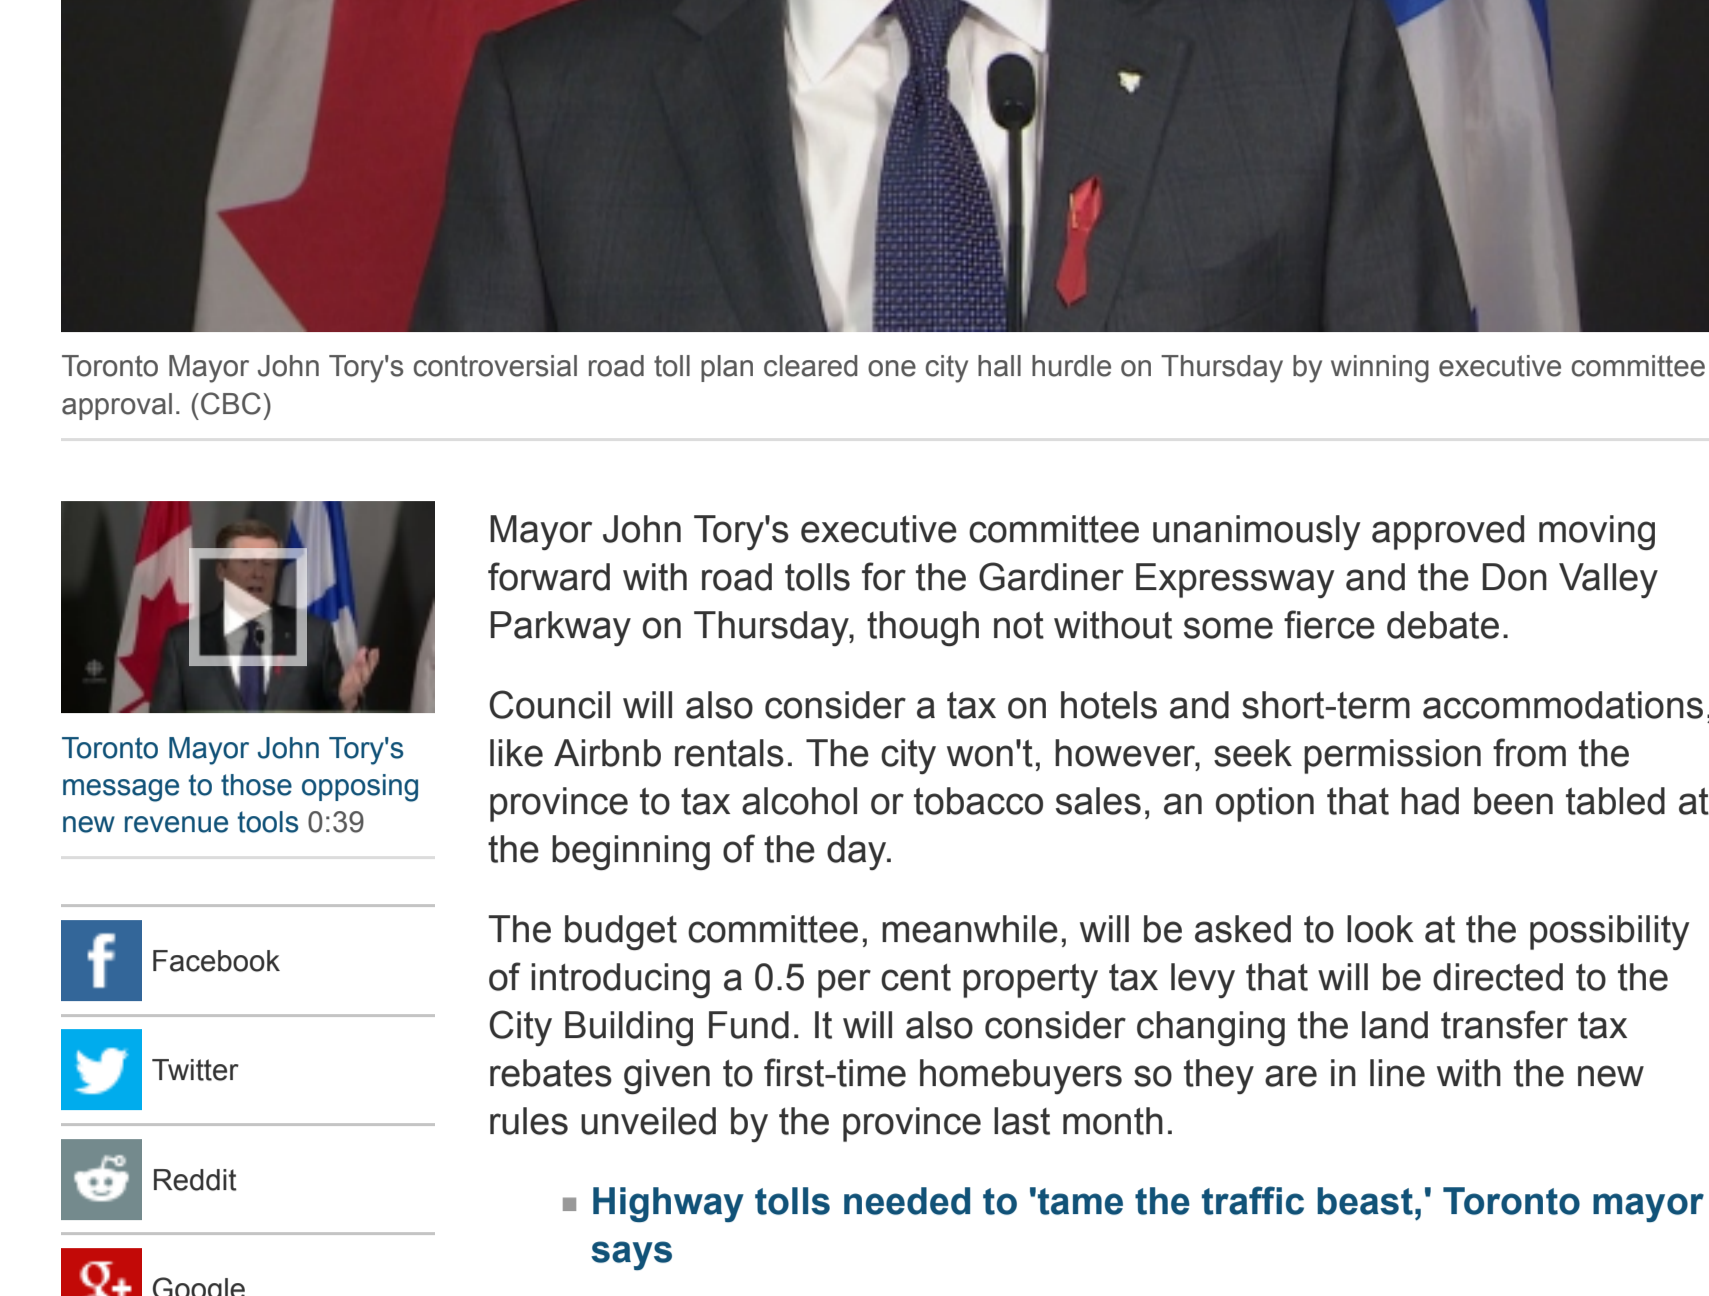 Toronto Mayor John Tory's controversial road toll plan cleared one city hall hurdle on Thursday by winning executive committee
approval. (CBC)
Toronto Mayor John Tory's
message to those opposing
new revenue tools 0:39
Facebook
Twitter
Reddit
Google
Mayor John Tory's executive committee unanimously approved moving
forward with road tolls for the Gardiner Expressway and the Don Valley
Parkway on Thursday, though not without some fierce debate.
Council will also consider a tax on hotels and short-term accommodations,
like Airbnb rentals. The city won't, however, seek permission from the
province to tax alcohol or tobacco sales, an option that had been tabled at
the beginning of the day.
The budget committee, meanwhile, will be asked to look at the possibility
of introducing a 0.5 per cent property tax levy that will be directed to the
City Building Fund. It will also consider changing the land transfer tax
rebates given to first-time homebuyers so they are in line with the new
rules unveiled by the province last month.
Highway tolls needed to 'tame the traffic beast,' Toronto mayor
says